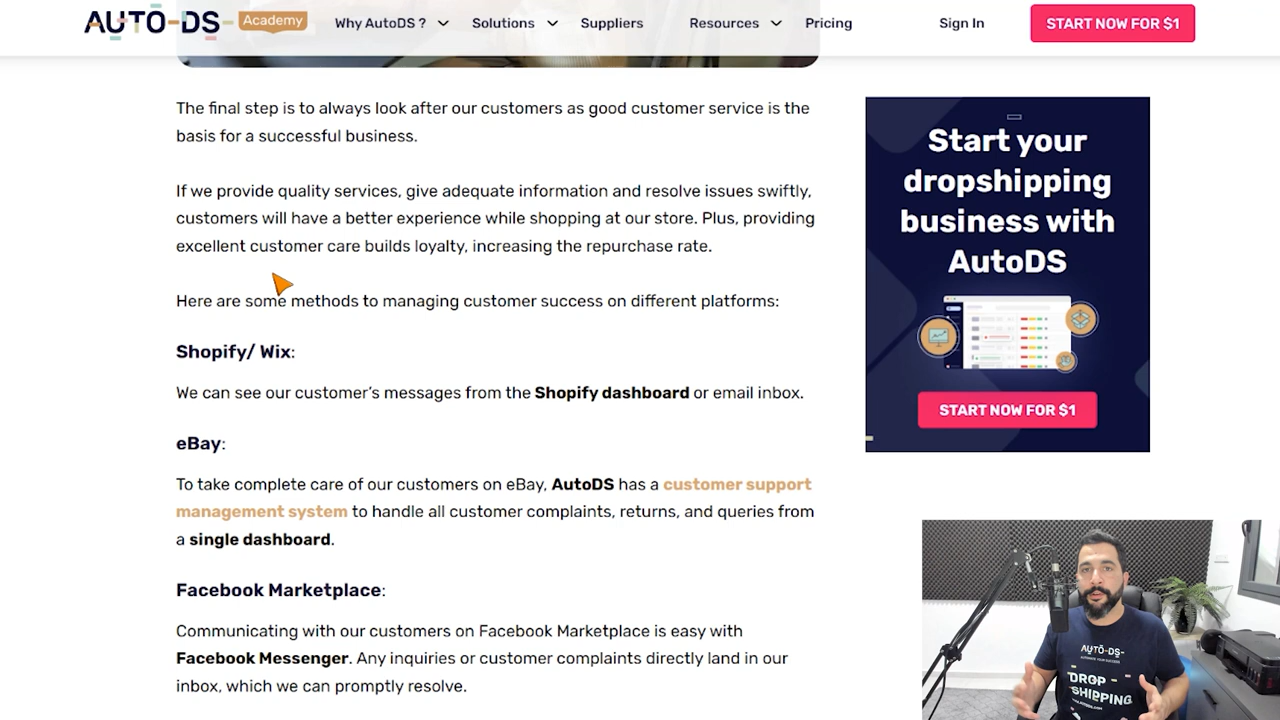 AUTO-DS Academy
Why AutoDS ?
Solutions
Suppliers
Resources
Pricing
Sign In
START NOW FOR $1
The final step is to always look after our customers as good customer service is the
basis for a successful business.
If we provide quality services, give adequate information and resolve issues swiftly,
customers will have a better experience while shopping at our store. Plus, providing
excellent customer care builds loyalty, increasing the repurchase rate.
Here are some methods to managing customer success on different platforms:
Shopify/ Wix:
We can see our customer's messages from the Shopify dashboard or email inbox.
eBay:
To take complete care of our customers on eBay, AutoDS has a customer support
management system to handle all customer complaints, returns, and queries from
a single dashboard.
Facebook Marketplace:
Communicating with our customers on Facebook Marketplace is easy with
Facebook Messenger. Any inquiries or customer complaints directly land in our
inbox, which we can promptly resolve.
Start your
dropshipping
business with
AutoDS
START NOW FOR $1
AUTO-DS
DROP
SHIPPING